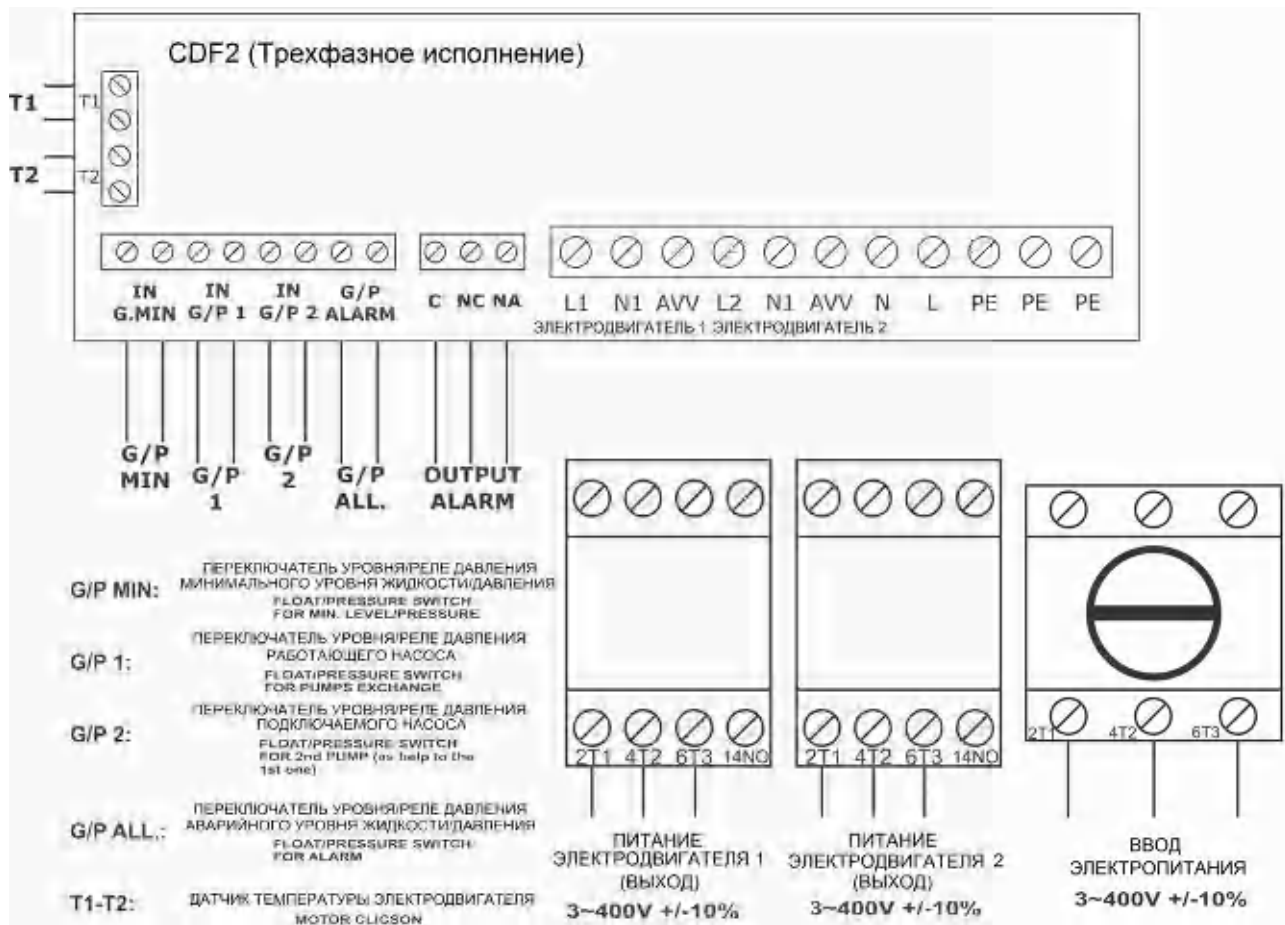 CDF2 (Трехфазное исполнение)
T1
T1
T2
T2
IN G.MIN
IN G/P 1
IN G/P 2
G/P ALARM
C NC NA
L1 N1 AVV L2 N1 AVV N L PE PE PE
ЭЛЕКТРОДВИГАТЕЛЬ 1 ЭЛЕКТРОДВИГАТЕЛЬ 2
G/P MIN
G/P 1
G/P 2
G/P ALL.
OUTPUT ALARM
G/P MIN:
ПЕРЕКЛЮЧАТЕЛЬ УРОВНЯ/РЕЛЕ ДАВЛЕНИЯ
МИНИМАЛЬНОГО УРОВНЯ ЖИДКОСТИ/ДАВЛЕНИЯ
FLOAT/PRESSURE SWITCH
FOR MIN. LEVEL/PRESSURE
G/P 1:
ПЕРЕКЛЮЧАТЕЛЬ УРОВНЯ/РЕЛЕ ДАВЛЕНИЯ
РАБОТАЮЩЕГО НАСОСА
FLOAT/PRESSURE SWITCH
FOR PUMPS EXCHANGE
G/P 2:
ПЕРЕКЛЮЧАТЕЛЬ УРОВНЯ/РЕЛЕ ДАВЛЕНИЯ
ПОДКЛЮЧАЕМОГО НАСОСА
FLOAT/PRESSURE SWITCH
FOR 2nd PUMP (as help to the
1st one)
G/P ALL.:
ПЕРЕКЛЮЧАТЕЛЬ УРОВНЯ/РЕЛЕ ДАВЛЕНИЯ
АВАРИЙНОГО УРОВНЯ ЖИДКОСТИ/ДАВЛЕНИЯ
FLOAT/PRESSURE SWITCH
FOR ALARM
T1-T2:
ДАТЧИК ТЕМПЕРАТУРЫ ЭЛЕКТРОДВИГАТЕЛЯ
MOTOR CLICSON
2T1 4T2 6T3 14NO
ПИТАНИЕ
ЭЛЕКТРОДВИГАТЕЛЯ 1
(ВЫХОД)
3~400V +/-10%
2T1 4T2 6T3 14NO
ПИТАНИЕ
ЭЛЕКТРОДВИГАТЕЛЯ 2
(ВЫХОД)
3~400V +/-10%
2T1 4T2 6T3
ВВОД
ЭЛЕКТРОПИТАНИЯ
3~400V +/-10%